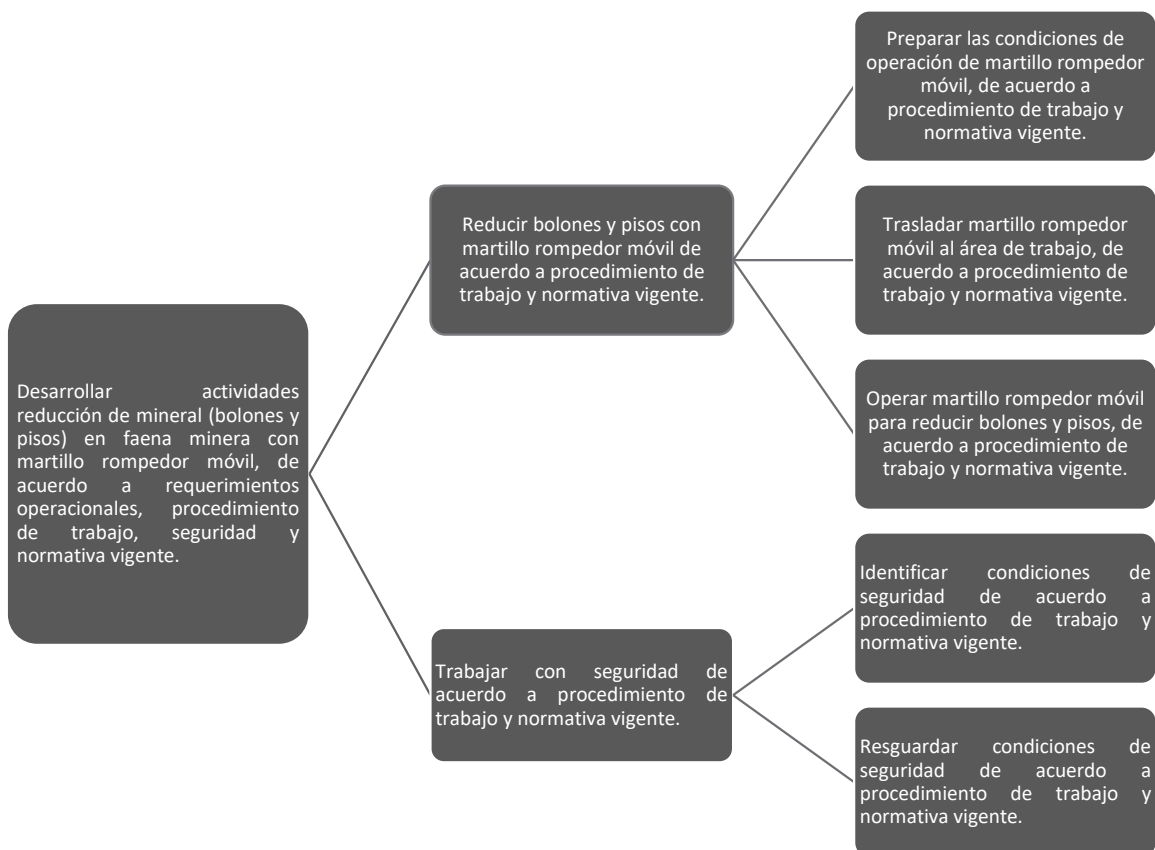 Desarrollar actividades
reducción de mineral (bolones y
pisos) en faena minera con
martillo rompedor móvil, de
acuerdo a requerimientos
operacionales, procedimiento
de trabajo, seguridad y
normativa vigente.
Reducir bolones y pisos con
martillo rompedor móvil de
acuerdo a procedimiento de
trabajo y normativa vigente.
Preparar las condiciones de
operación de martillo rompedor
móvil, de acuerdo a
procedimiento de trabajo y
normativa vigente.
Trasladar martillo rompedor
móvil al área de trabajo, de
acuerdo a procedimiento de
trabajo y normativa vigente.
Operar martillo rompedor móvil
para reducir bolones y pisos, de
acuerdo a procedimiento de
trabajo y normativa vigente.
Trabajar con seguridad de
acuerdo a procedimiento de
trabajo y normativa vigente.
Identificar condiciones de
seguridad de acuerdo a
procedimiento de trabajo y
normativa vigente.
Resguardar condiciones de
seguridad de acuerdo a
procedimiento de trabajo y
normativa vigente.